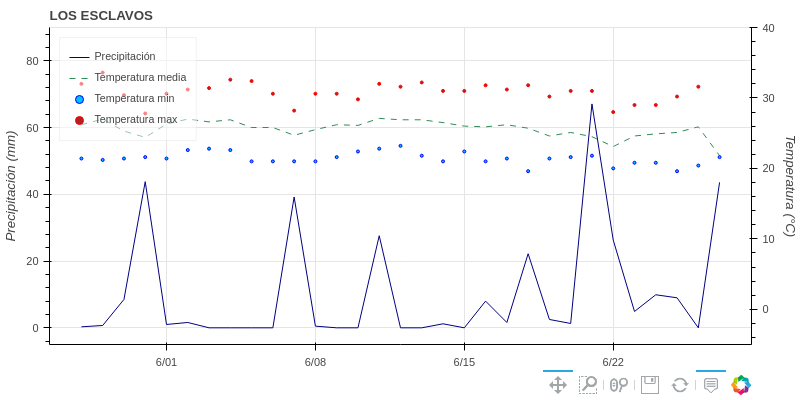 LOS ESCLAVOS
Precipitación
Temperatura media
Temperatura min
Temperatura max
Precipitación (mm)
80
60
40
20
0
Temperatura (°C)
40
30
20
10
0
6/01
6/08
6/15
6/22